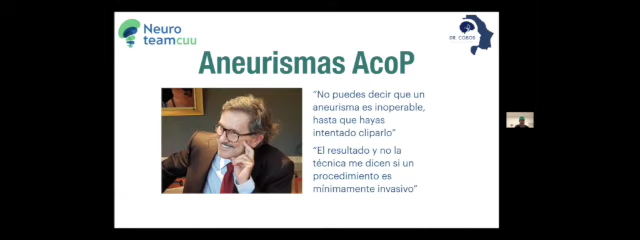 Neuro
teamcuu
DR. COBOS
Aneurismas AcoP
“No puedes decir que un
aneurisma es inoperable,
hasta que hayas
intentado cliparlo”
“El resultado y no la
técnica me dicen si un
procedimiento es
mínimamente invasivo”